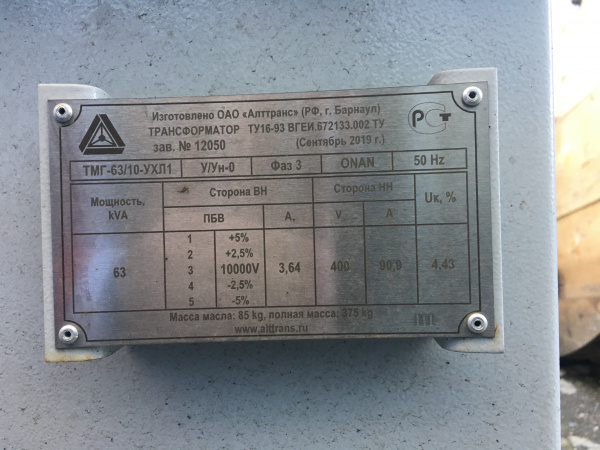 Изготовлено ОАО «Алттранс» (РФ, г. Барнаул)
ТРАНСФОРМАТОР ТУ16-93 ВГЕИ.672133.002 ТУ
зав. № 12050 (Сентябрь 2019 г.)
РСТ
ТМГ-63/10-УХЛ1 У/Ун-0 Фаз 3 ONAN 50 Hz
Мощность, kVA Сторона ВН Сторона НН Uк, %
ПБВ А, V А
1 +5%
2 +2,5%
63 3 10000V 3,64 400 90,9 4,43
4 -2,5%
5 -5%
Масса масла: 85 kg, полная масса: 375 kg
www.alttrans.ru